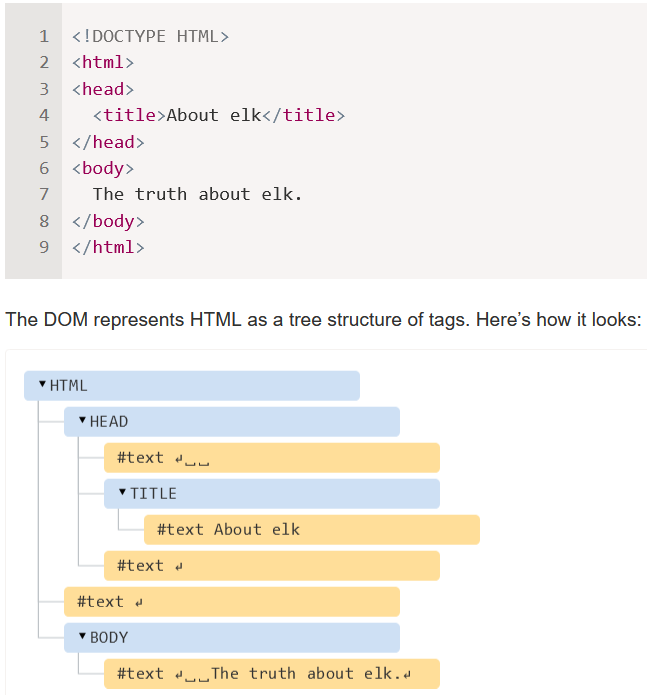 1 <!DOCTYPE HTML>
2 <html>
3 <head>
4   <title>About elk</title>
5 </head>
6 <body>
7   The truth about elk.
8 </body>
9 </html>
The DOM represents HTML as a tree structure of tags. Here’s how it looks:
▾ HTML
▾ HEAD
#text ↵␣␣
▾ TITLE
#text About elk
#text ↵
#text ↵
▾ BODY
#text ↵␣␣The truth about elk.↵